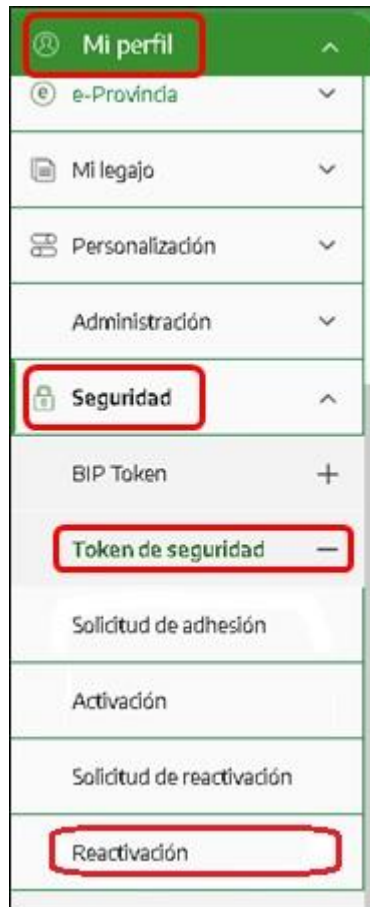 Mi perfil
e-Provincia
Mi legajo
Personalización
Administración
Seguridad
BIP Token
Token de seguridad
Solicitud de adhesión
Activación
Solicitud de reactivación
Reactivación